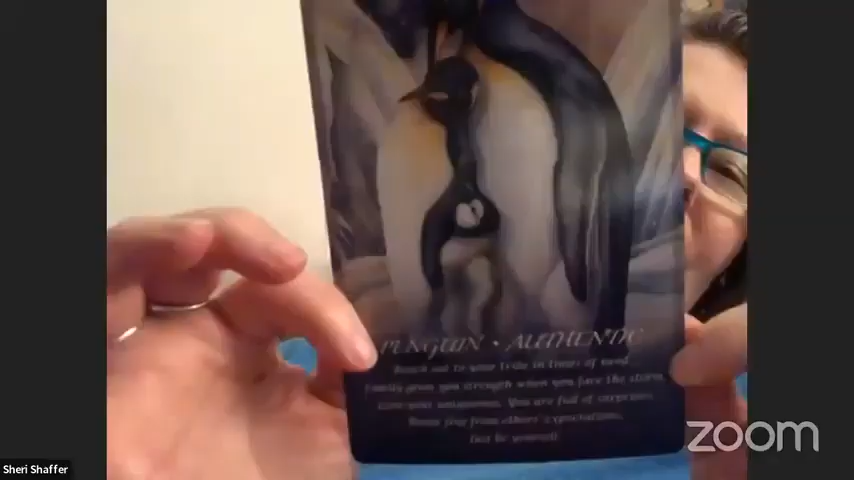 PENGUIN • AUTHENTIC
Reach out to your tribe in times of need.
Family gives you strength when you face the storm.
your uniqueness. You are full of surprises.
Break free from others' expectations.
Just be yourself.
zoom
Sheri Shaffer